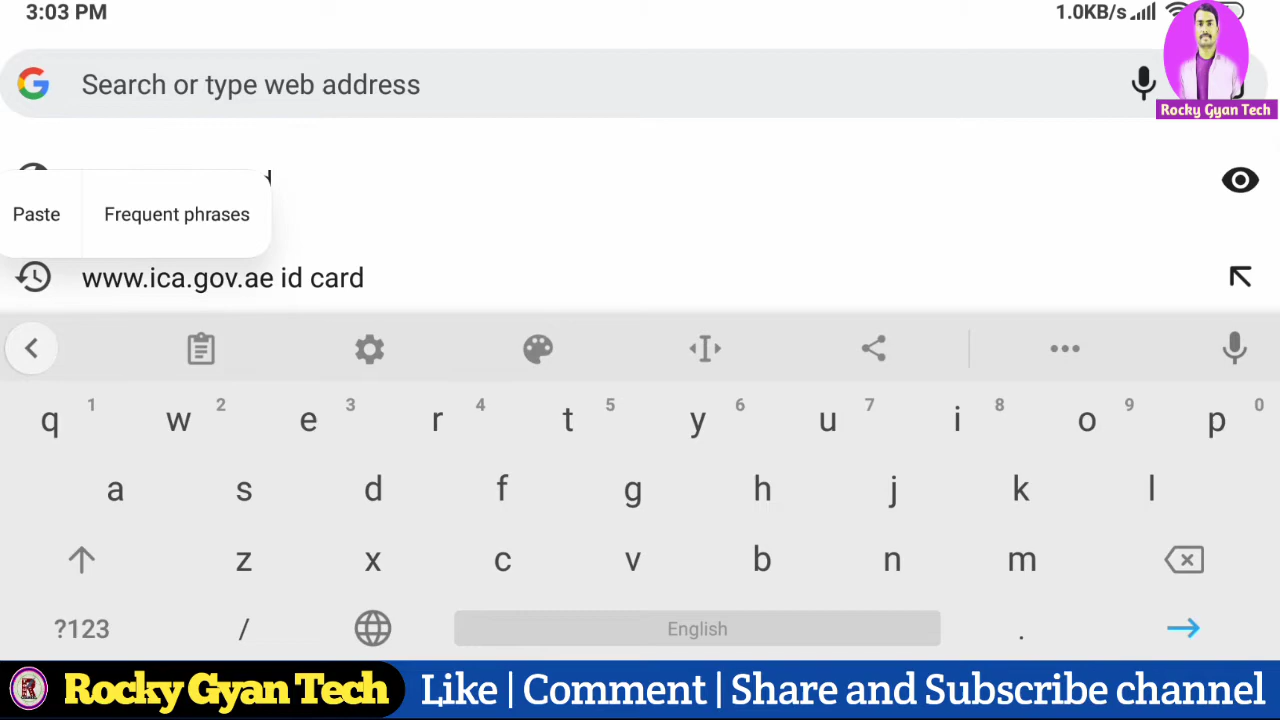 3:03 PM
1.0KB/s
Search or type web address
Rocky Gyan Tech
Paste
Frequent phrases
www.ica.gov.ae id card
q 1 w 2 e 3 r 4 t 5 y 6 u 7 i 8 o 9 p 0
a s d f g h j k l
z x c v b n m
?123 / English .
R Rocky Gyan Tech
Like | Comment | Share and Subscribe channel